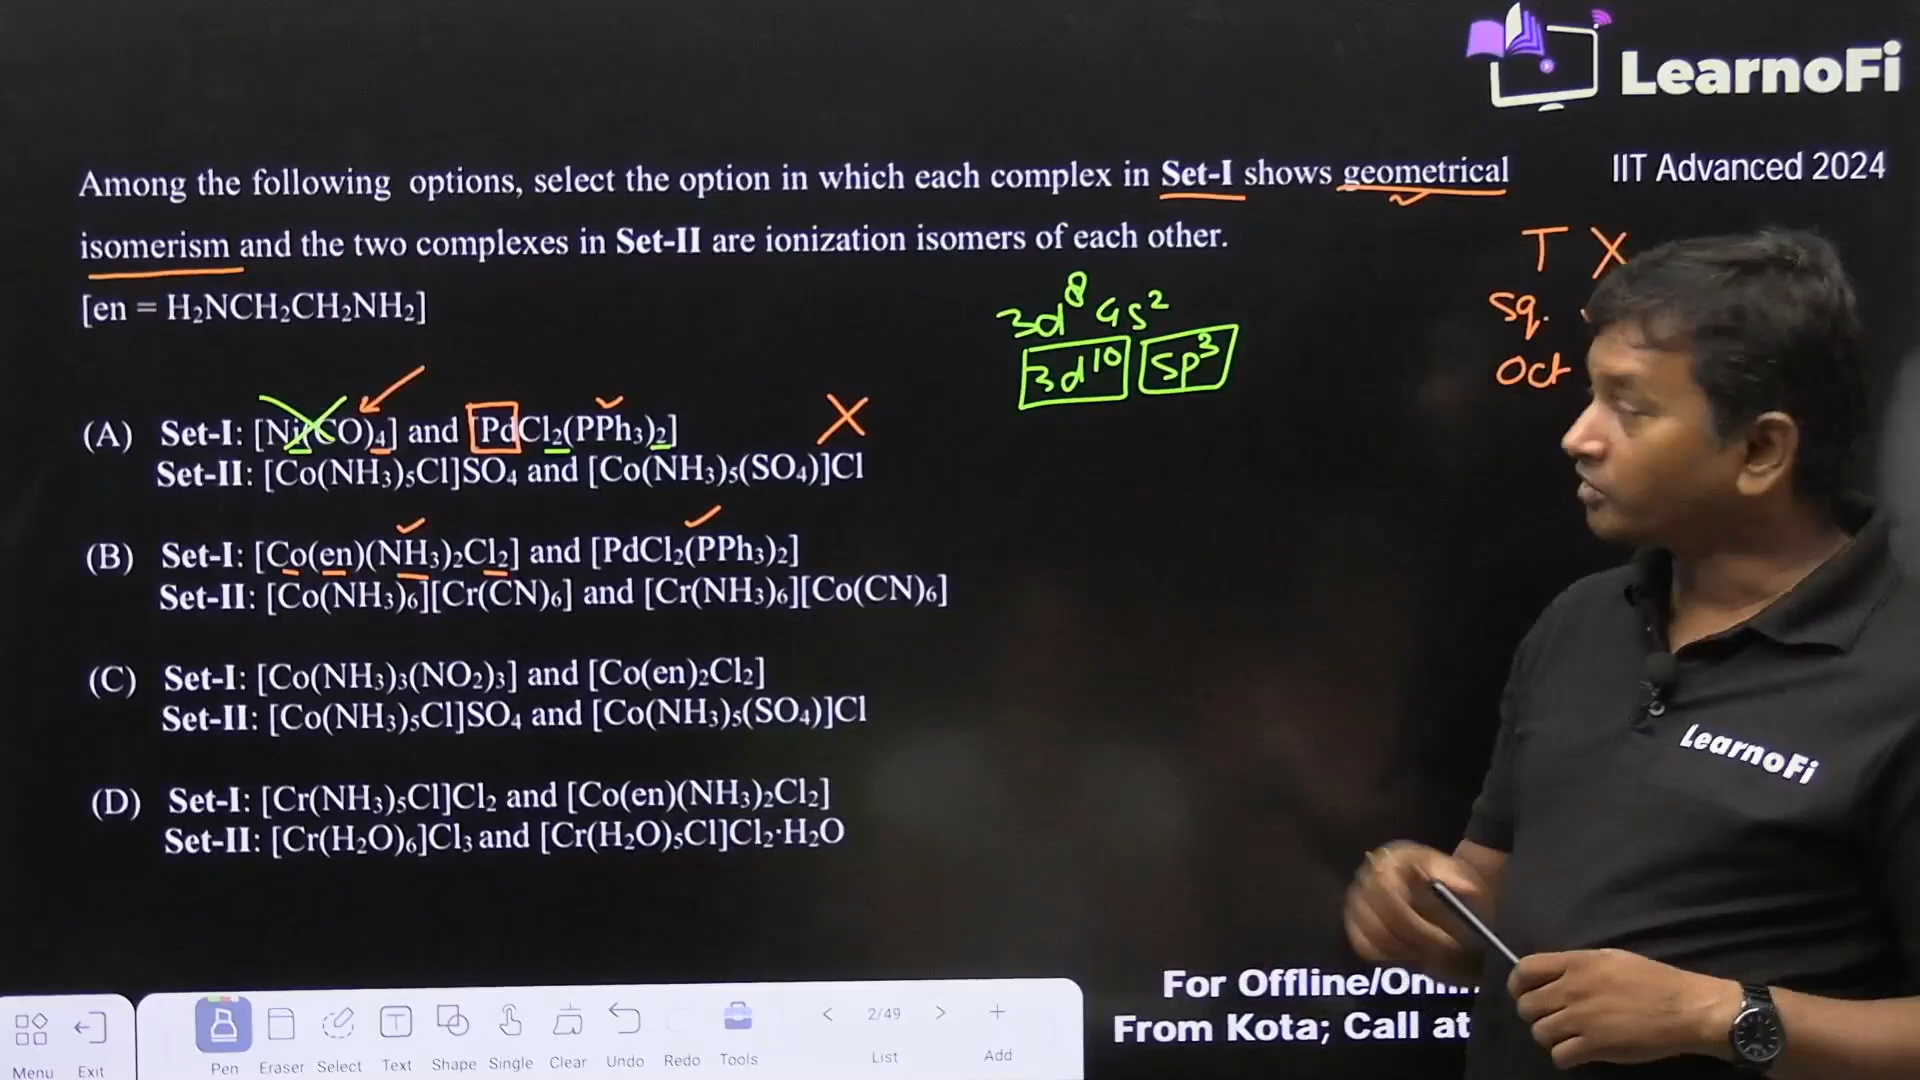 LearnoFi
IIT Advanced 2024
Among the following options, select the option in which each complex in Set-I shows geometrical
isomerism and the two complexes in Set-II are ionization isomers of each other.
[en = H₂NCH₂CH₂NH₂]
T X
Sq.
Oct
3d⁸ 4s²
3d¹⁰ sp³
(A) Set-I: [Ni(CO)₄] and [PdCl₂(PPh₃)₂]
Set-II: [Co(NH₃)₅Cl]SO₄ and [Co(NH₃)₅(SO₄)]Cl
(B) Set-I: [Co(en)(NH₃)₂Cl₂] and [PdCl₂(PPh₃)₂]
Set-II: [Co(NH₃)₆][Cr(CN)₆] and [Cr(NH₃)₆][Co(CN)₆]
(C) Set-I: [Co(NH₃)₃(NO₂)₃] and [Co(en)₂Cl₂]
Set-II: [Co(NH₃)₅Cl]SO₄ and [Co(NH₃)₅(SO₄)]Cl
(D) Set-I: [Cr(NH₃)₅Cl]Cl₂ and [Co(en)(NH₃)₂Cl₂]
Set-II: [Cr(H₂O)₆]Cl₃ and [Cr(H₂O)₅Cl]Cl₂·H₂O
LearnoFi
For Offline/
From Kota; Call at
Menu Exit Pen Eraser Select Text Shape Single Clear Undo Redo Tools
< 2/49 > +
List Add